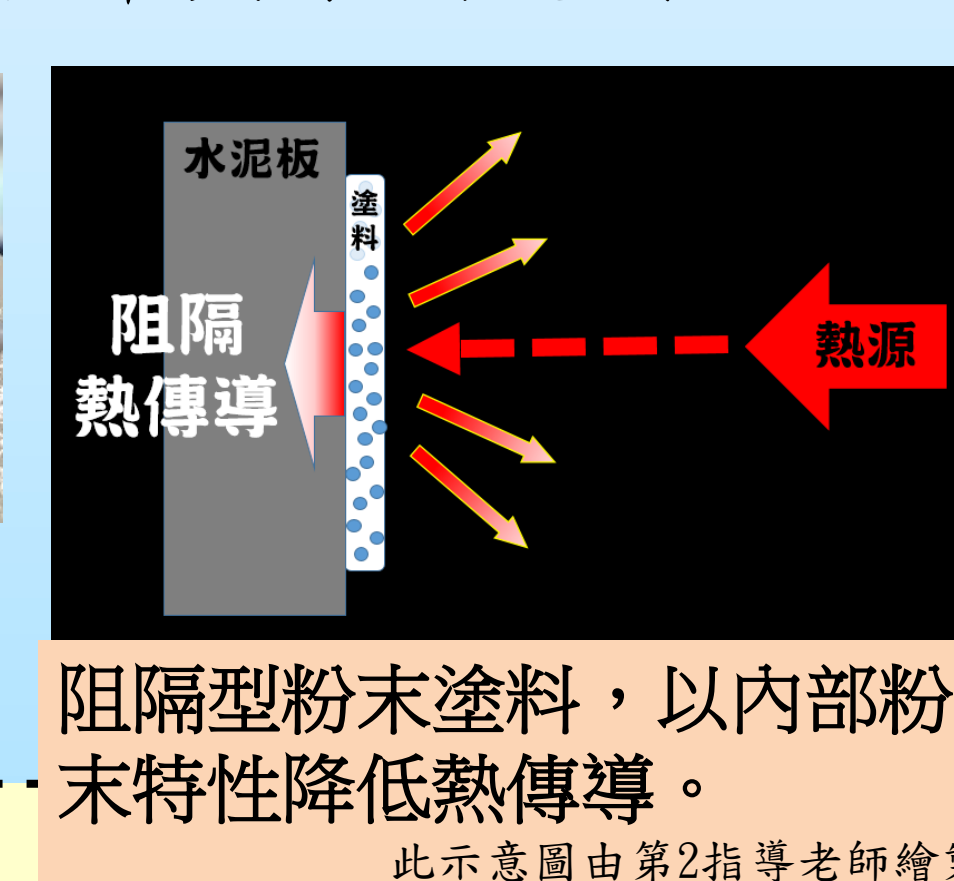 水泥板
塗
料
阻隔
熱傳導
熱源
阻隔型粉末塗料，以內部粉
末特性降低熱傳導。
此示意圖由第2指導老師繪製